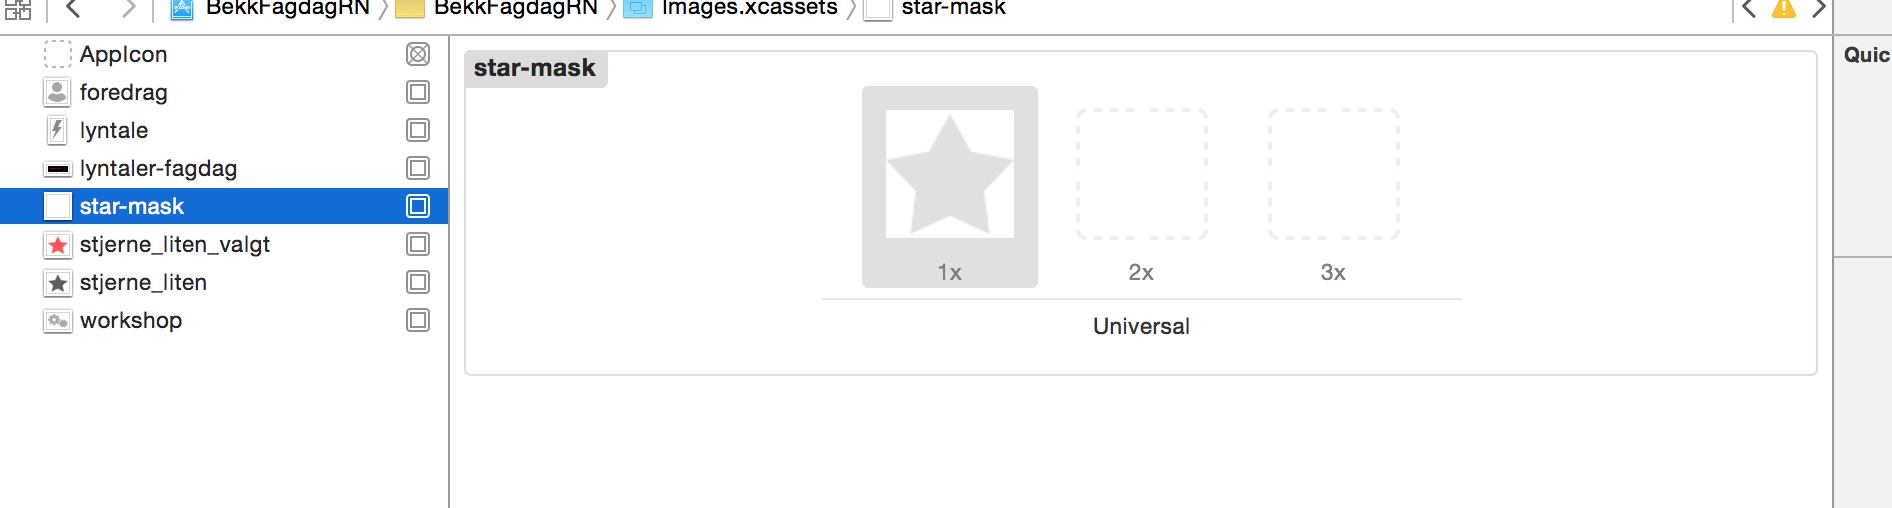 BekkFagdagRN BekkFagdagRN Images.xcassets star-mask
AppIcon
foredrag
lyntale
lyntaler-fagdag
star-mask
stjerne_liten_valgt
stjerne_liten
workshop
star-mask
1x 2x 3x
Universal
Quic